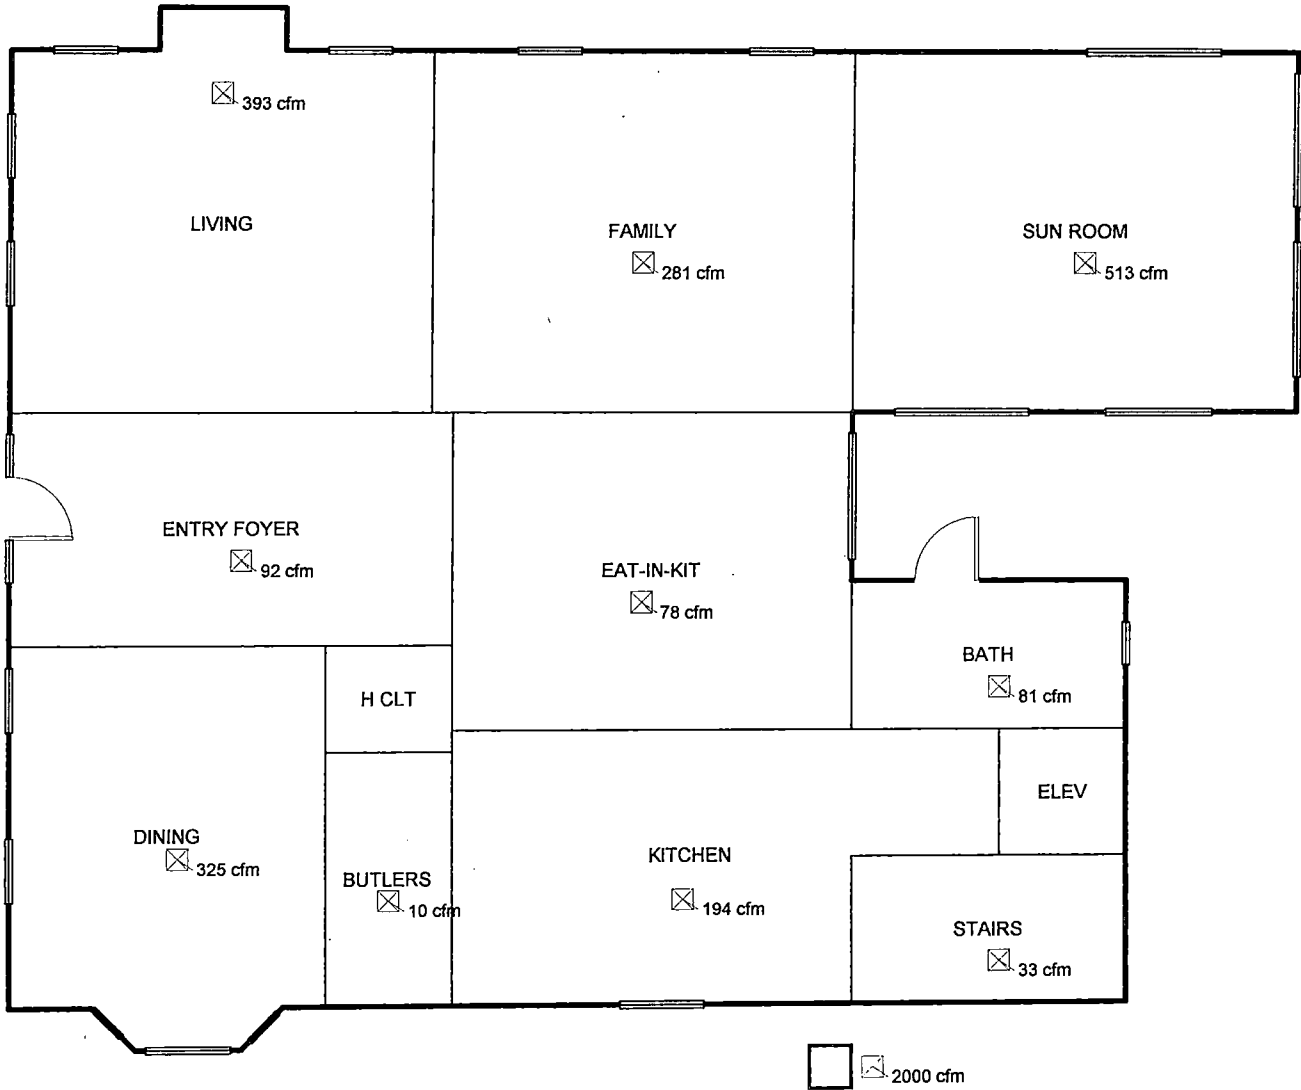 393 cfm
LIVING
FAMILY
281 cfm
SUN ROOM
513 cfm
ENTRY FOYER
92 cfm
EAT-IN-KIT
78 cfm
BATH
81 cfm
H CLT
ELEV
DINING
325 cfm
BUTLERS
10 cfm
KITCHEN
194 cfm
STAIRS
33 cfm
2000 cfm